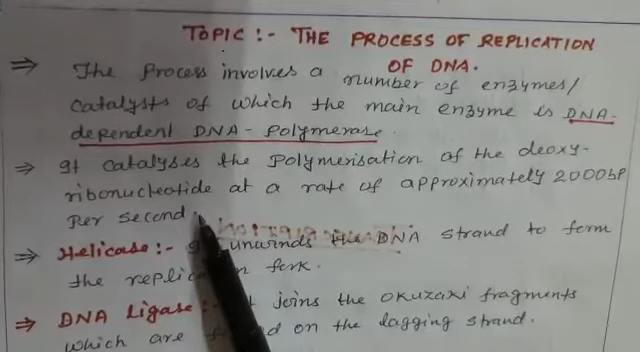 TOPIC :- THE PROCESS OF REPLICATION
OF DNA.
⇒ The Process involves a number of enzymes/
Catalysts of which the main enzyme is DNA-
dependent DNA - Polymerase.
⇒ It catalyses the Polymerisation of the deoxy-
ribonucleotide at a rate of approximately 2000bp
Per second
⇒ Helicase :- unwinds the DNA strand to form
the fork.
⇒ DNA Ligase :- joins the Okuzaki fragments
which are on the lagging strand.